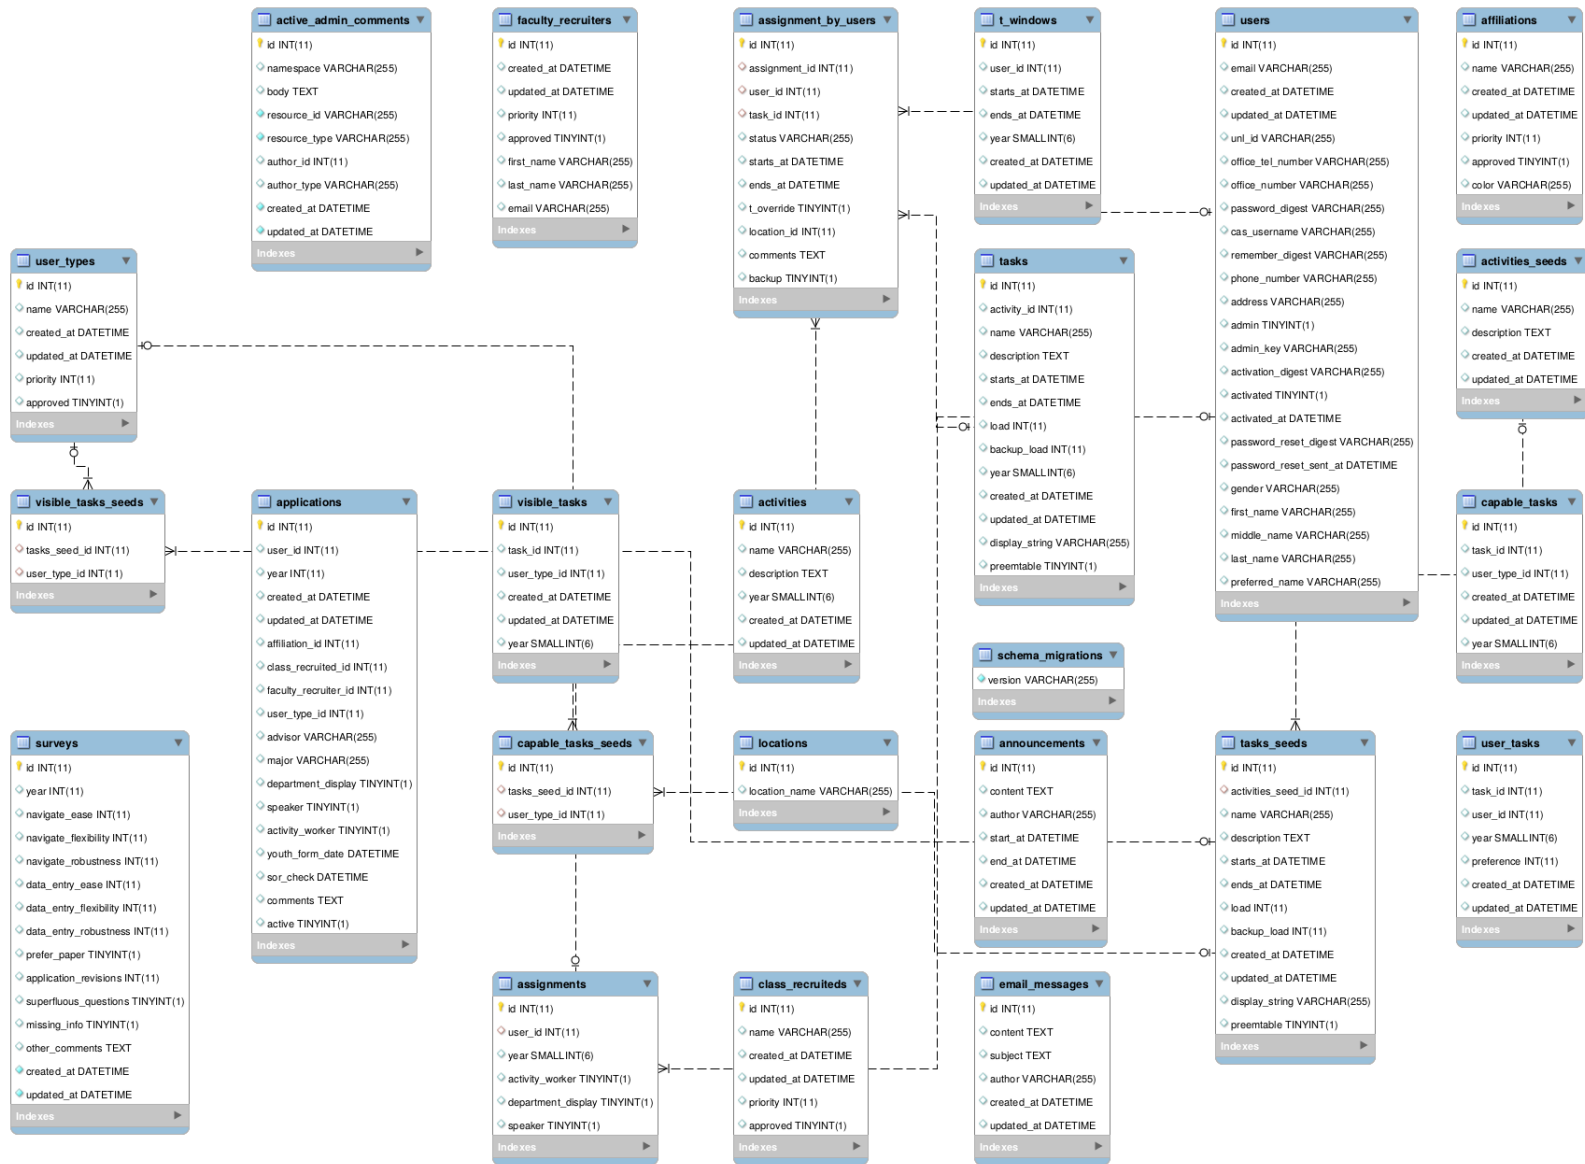 active_admin_comments
id INT(11)
namespace VARCHAR(255)
body TEXT
resource_id VARCHAR(255)
resource_type VARCHAR(255)
author_id INT(11)
author_type VARCHAR(255)
created_at DATETIME
updated_at DATETIME
Indexes
faculty_recruiters
id INT(11)
created_at DATETIME
updated_at DATETIME
priority INT(11)
approved TINYINT(1)
first_name VARCHAR(255)
last_name VARCHAR(255)
email VARCHAR(255)
Indexes
assignment_by_users
id INT(11)
assignment_id INT(11)
user_id INT(11)
task_id INT(11)
status VARCHAR(255)
starts_at DATETIME
ends_at DATETIME
t_override TINYINT(1)
location_id INT(11)
comments TEXT
backup TINYINT(1)
Indexes
t_windows
id INT(11)
user_id INT(11)
starts_at DATETIME
ends_at DATETIME
year SMALLINT(6)
created_at DATETIME
updated_at DATETIME
Indexes
users
id INT(11)
email VARCHAR(255)
created_at DATETIME
updated_at DATETIME
unl_id VARCHAR(255)
office_tel_number VARCHAR(255)
office_number VARCHAR(255)
password_digest VARCHAR(255)
cas_username VARCHAR(255)
remember_digest VARCHAR(255)
phone_number VARCHAR(255)
address VARCHAR(255)
admin TINYINT(1)
admin_key VARCHAR(255)
activation_digest VARCHAR(255)
activated TINYINT(1)
activated_at DATETIME
password_reset_digest VARCHAR(255)
password_reset_sent_at DATETIME
gender VARCHAR(255)
first_name VARCHAR(255)
middle_name VARCHAR(255)
last_name VARCHAR(255)
preferred_name VARCHAR(255)
Indexes
affiliations
id INT(11)
name VARCHAR(255)
created_at DATETIME
updated_at DATETIME
priority INT(11)
approved TINYINT(1)
color VARCHAR(255)
Indexes
user_types
id INT(11)
name VARCHAR(255)
created_at DATETIME
updated_at DATETIME
priority INT(11)
approved TINYINT(1)
Indexes
tasks
id INT(11)
activity_id INT(11)
name VARCHAR(255)
description TEXT
starts_at DATETIME
ends_at DATETIME
load INT(11)
backup_load INT(11)
year SMALLINT(6)
created_at DATETIME
updated_at DATETIME
display_string VARCHAR(255)
preemtable TINYINT(1)
Indexes
activities_seeds
id INT(11)
name VARCHAR(255)
description TEXT
created_at DATETIME
updated_at DATETIME
Indexes
visible_tasks_seeds
id INT(11)
tasks_seed_id INT(11)
user_type_id INT(11)
Indexes
applications
id INT(11)
user_id INT(11)
year INT(11)
created_at DATETIME
updated_at DATETIME
affiliation_id INT(11)
class_recruited_id INT(11)
faculty_recruiter_id INT(11)
user_type_id INT(11)
advisor VARCHAR(255)
major VARCHAR(255)
department_display TINYINT(1)
speaker TINYINT(1)
activity_worker TINYINT(1)
youth_form_date DATETIME
sor_check DATETIME
comments TEXT
active TINYINT(1)
Indexes
visible_tasks
id INT(11)
task_id INT(11)
user_type_id INT(11)
created_at DATETIME
updated_at DATETIME
year SMALLINT(6)
Indexes
activities
id INT(11)
name VARCHAR(255)
description TEXT
year SMALLINT(6)
created_at DATETIME
updated_at DATETIME
Indexes
capable_tasks
id INT(11)
task_id INT(11)
user_type_id INT(11)
created_at DATETIME
updated_at DATETIME
year SMALLINT(6)
Indexes
schema_migrations
version VARCHAR(255)
Indexes
surveys
id INT(11)
year INT(11)
navigate_ease INT(11)
navigate_flexibility INT(11)
navigate_robustness INT(11)
data_entry_ease INT(11)
data_entry_flexibility INT(11)
data_entry_robustness INT(11)
prefer_paper TINYINT(1)
application_revisions INT(11)
superfluous_questions TINYINT(1)
missing_info TINYINT(1)
other_comments TEXT
created_at DATETIME
updated_at DATETIME
Indexes
capable_tasks_seeds
id INT(11)
tasks_seed_id INT(11)
user_type_id INT(11)
Indexes
locations
id INT(11)
location_name VARCHAR(255)
Indexes
announcements
id INT(11)
content TEXT
author VARCHAR(255)
start_at DATETIME
end_at DATETIME
created_at DATETIME
updated_at DATETIME
Indexes
tasks_seeds
id INT(11)
activities_seed_id INT(11)
name VARCHAR(255)
description TEXT
starts_at DATETIME
ends_at DATETIME
load INT(11)
backup_load INT(11)
created_at DATETIME
updated_at DATETIME
display_string VARCHAR(255)
preemtable TINYINT(1)
Indexes
user_tasks
id INT(11)
task_id INT(11)
user_id INT(11)
year SMALLINT(6)
preference INT(11)
created_at DATETIME
updated_at DATETIME
Indexes
assignments
id INT(11)
user_id INT(11)
year SMALLINT(6)
activity_worker TINYINT(1)
department_display TINYINT(1)
speaker TINYINT(1)
Indexes
class_recruiteds
id INT(11)
name VARCHAR(255)
created_at DATETIME
updated_at DATETIME
priority INT(11)
approved TINYINT(1)
Indexes
email_messages
id INT(11)
content TEXT
subject TEXT
author VARCHAR(255)
created_at DATETIME
updated_at DATETIME
Indexes